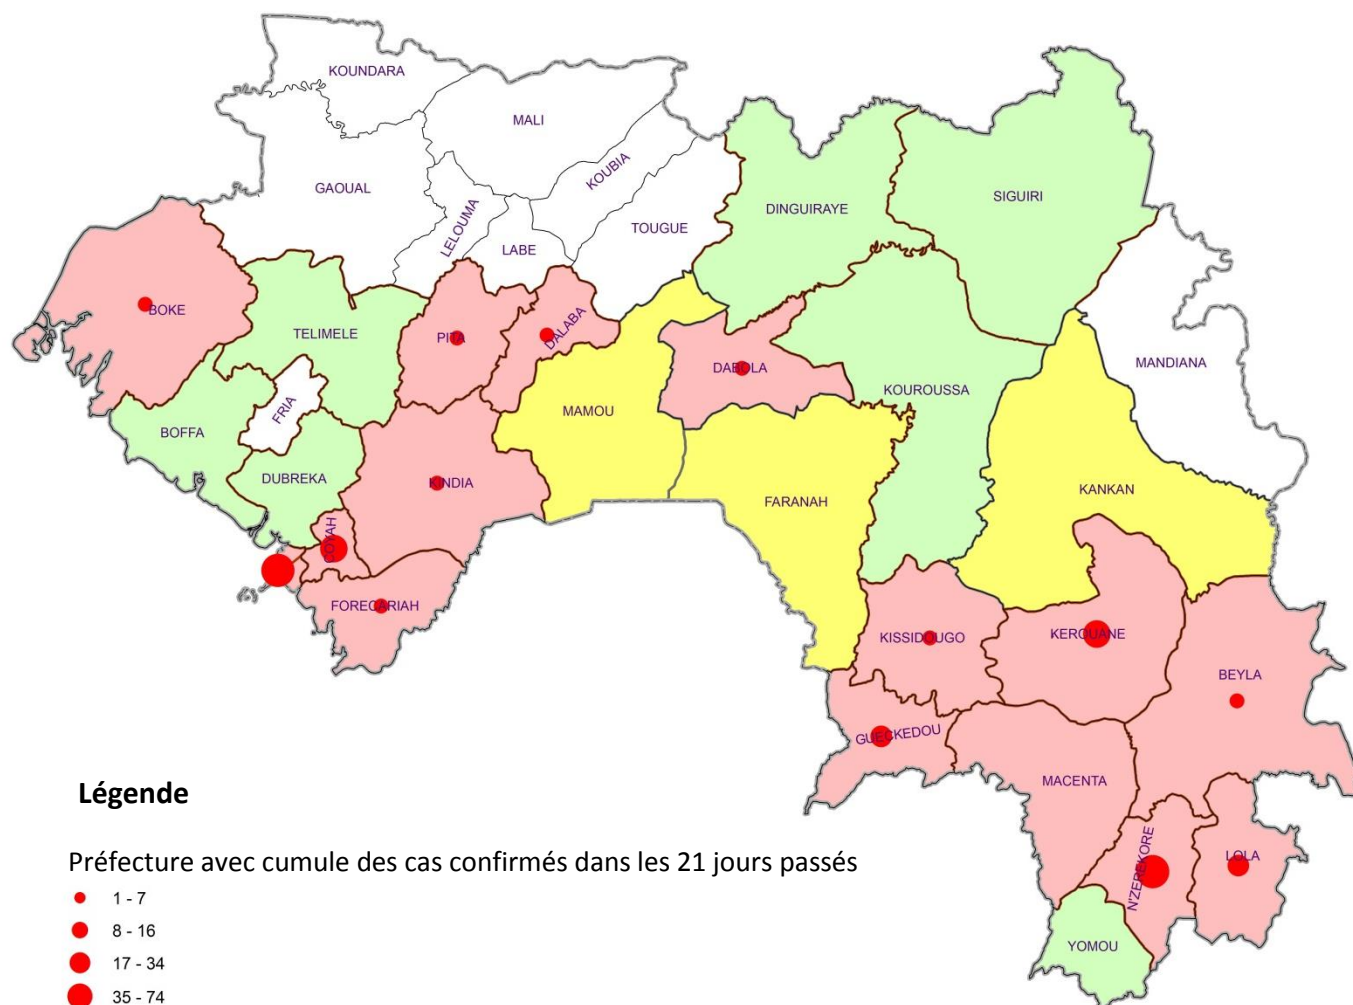 KOUNDARA
MALI
KOUBIA
GAOUAL
LELOUMA
LABE
TOUGUE
DINGUIRAYE
SIGUIRI
BOKE
TELIMELE
PITA
DALABA
DABOLA
KOUROUSSA
MANDIANA
FRIA
BOFFA
MAMOU
DUBREKA
KINDIA
FARANAH
KANKAN
COYAH
FORECARIAH
KISSIDOUGO
KEROUANE
BEYLA
GUECKEDOU
MACENTA
N'ZEREKORE
LOLA
YOMOU
Légende
Préfecture avec cumule des cas confirmés dans les 21 jours passés
1 - 7
8 - 16
17 - 34
35 - 74